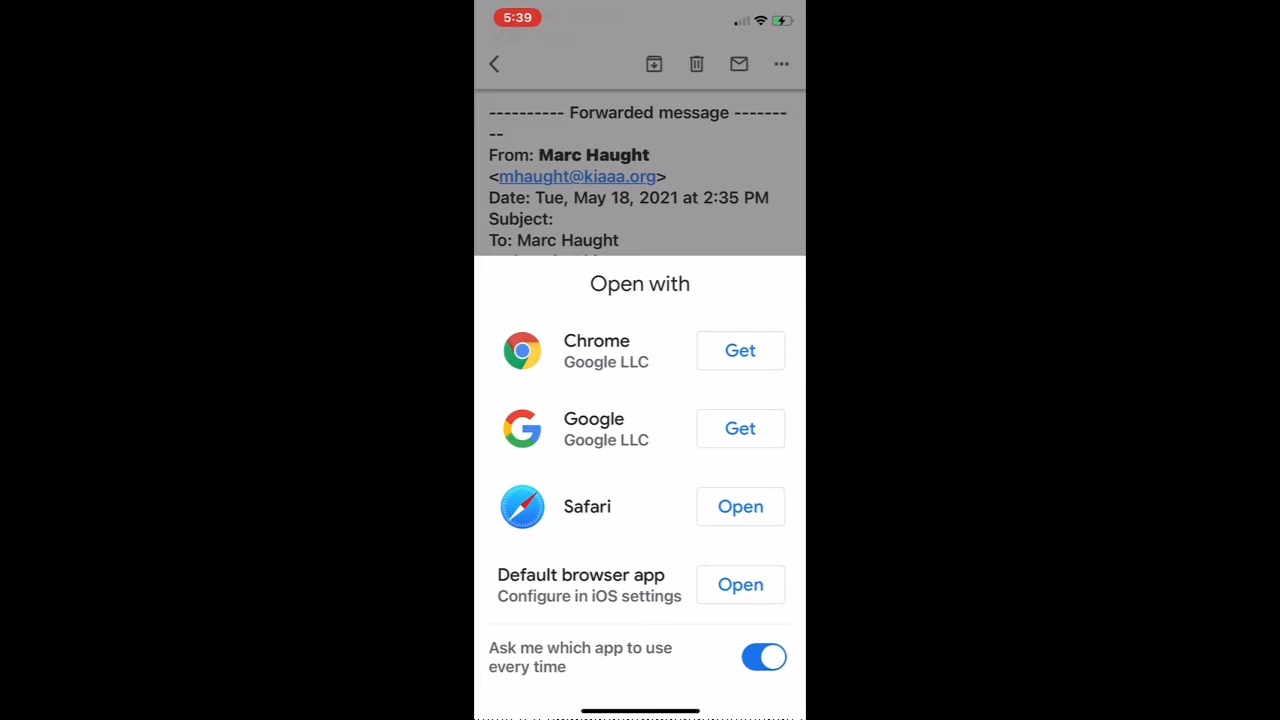 5:39
---------- Forwarded message -------
--
From: Marc Haught
<mhaught@kiaaa.org>
Date: Tue, May 18, 2021 at 2:35 PM
Subject:
To: Marc Haught
Open with
Chrome
Google LLC
Get
Google
Google LLC
Get
Safari
Open
Default browser app
Configure in iOS settings
Open
Ask me which app to use
every time